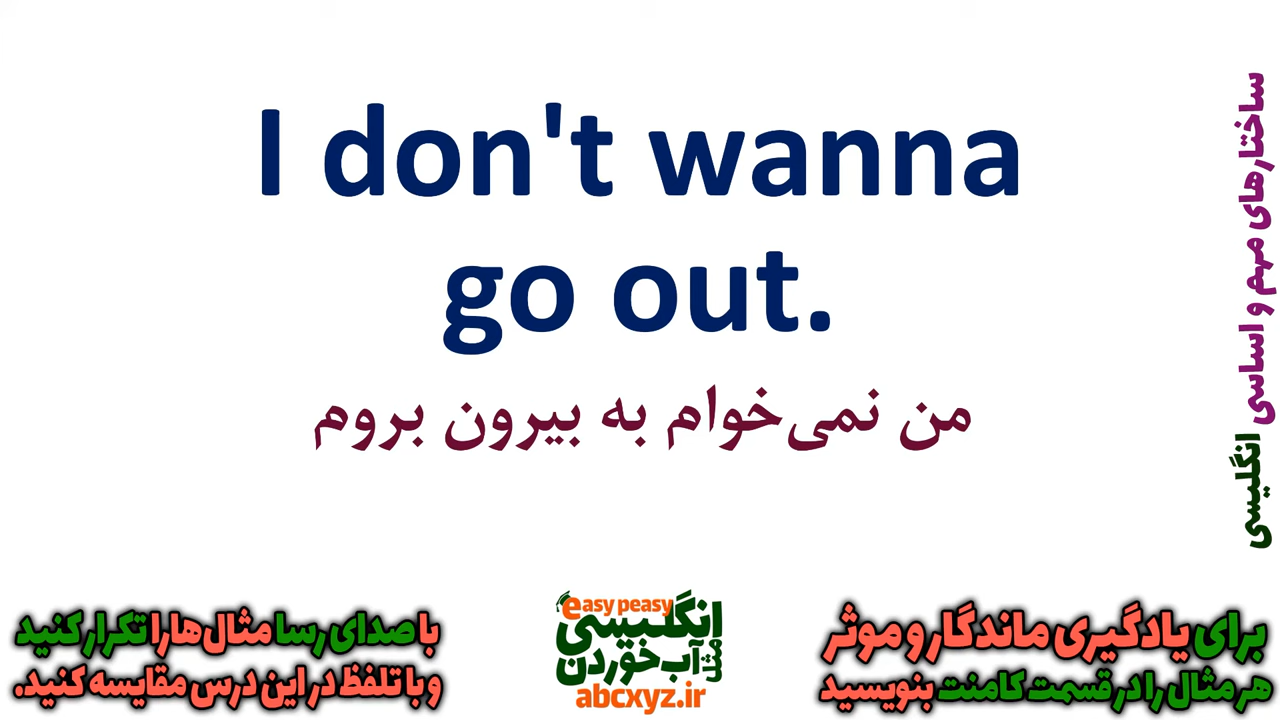 I don't wanna
go out.
من نمی‌خوام به بیرون بروم
ساختارهای مهم و اساسی انگلیسی
برای یادگیری ماندگار و موثر
هر مثال را در قسمت کامنت بنویسید
easy peasy
انگلیسی
مثل آب خوردن
abcxyz.ir
با صدای رسا مثال‌ها را تکرار کنید
و با تلفظ در این درس مقایسه کنید.